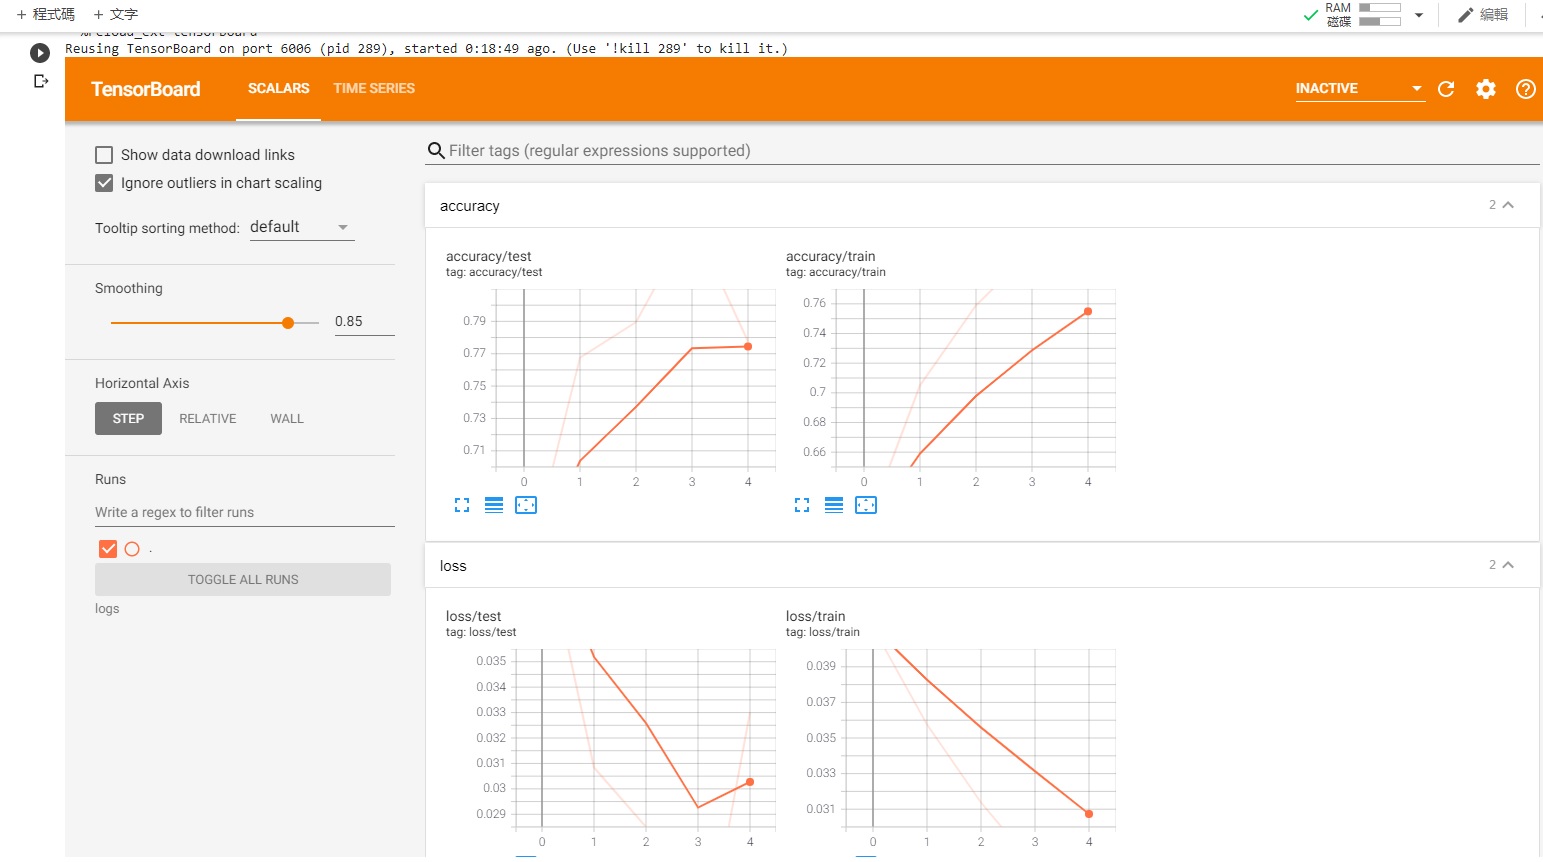 + 程式碼 + 文字
RAM
磁碟
編輯
%reload_ext tensorboard
Reusing TensorBoard on port 6006 (pid 289), started 0:18:49 ago. (Use '!kill 289' to kill it.)
TensorBoard SCALARS TIME SERIES INACTIVE
Show data download links
Ignore outliers in chart scaling
Tooltip sorting method: default
Smoothing
0.85
Horizontal Axis
STEP RELATIVE WALL
Runs
Write a regex to filter runs
.
TOGGLE ALL RUNS
logs
Filter tags (regular expressions supported)
accuracy 2
accuracy/test
tag: accuracy/test
0.79
0.77
0.75
0.73
0.71
0 1 2 3 4
accuracy/train
tag: accuracy/train
0.76
0.74
0.72
0.7
0.68
0.66
0 1 2 3 4
loss 2
loss/test
tag: loss/test
0.035
0.034
0.033
0.032
0.031
0.03
0.029
0 1 2 3 4
loss/train
tag: loss/train
0.039
0.037
0.035
0.033
0.031
0 1 2 3 4